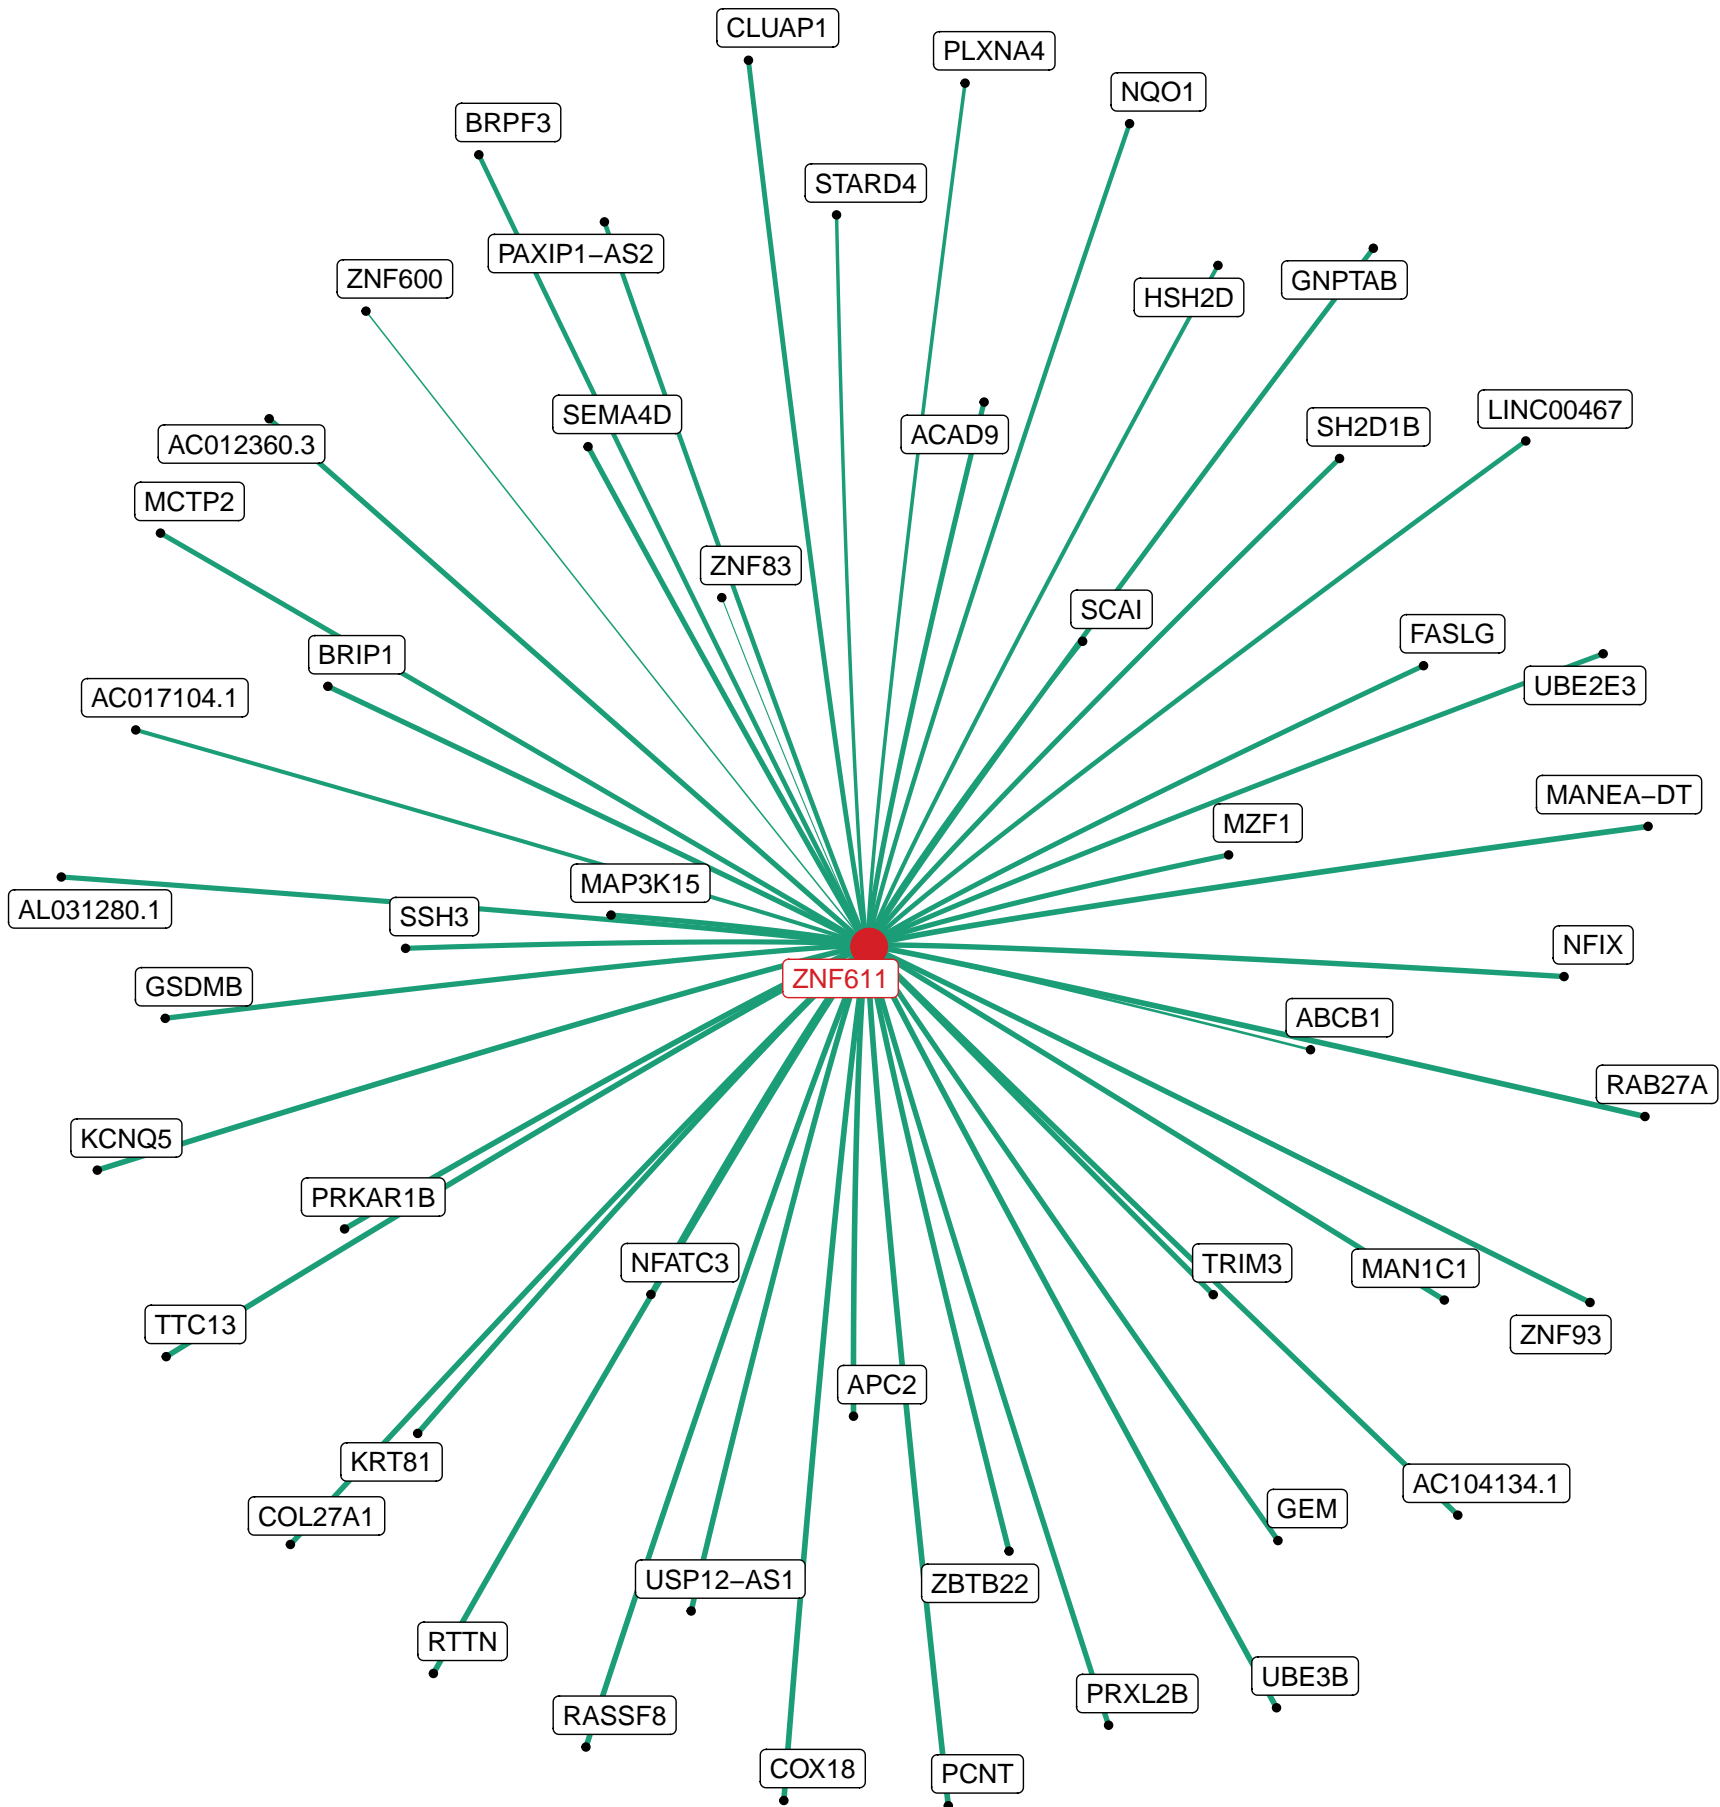 CLUAP1
PLXNA4
NQO1
BRPF3
STARD4
PAXIP1−AS2
ZNF600
HSH2D
GNPTAB
SEMA4D
LINC00467
SH2D1B
ACAD9
AC012360.3
MCTP2
ZNF83
SCAI
FASLG
BRIP1
UBE2E3
AC017104.1
MANEA−DT
MZF1
MAP3K15
AL031280.1
SSH3
NFIX
ZNF611
GSDMB
ABCB1
RAB27A
KCNQ5
PRKAR1B
NFATC3
TRIM3
MAN1C1
TTC13
ZNF93
APC2
KRT81
AC104134.1
GEM
COL27A1
USP12−AS1
ZBTB22
RTTN
UBE3B
PRXL2B
RASSF8
COX18
PCNT